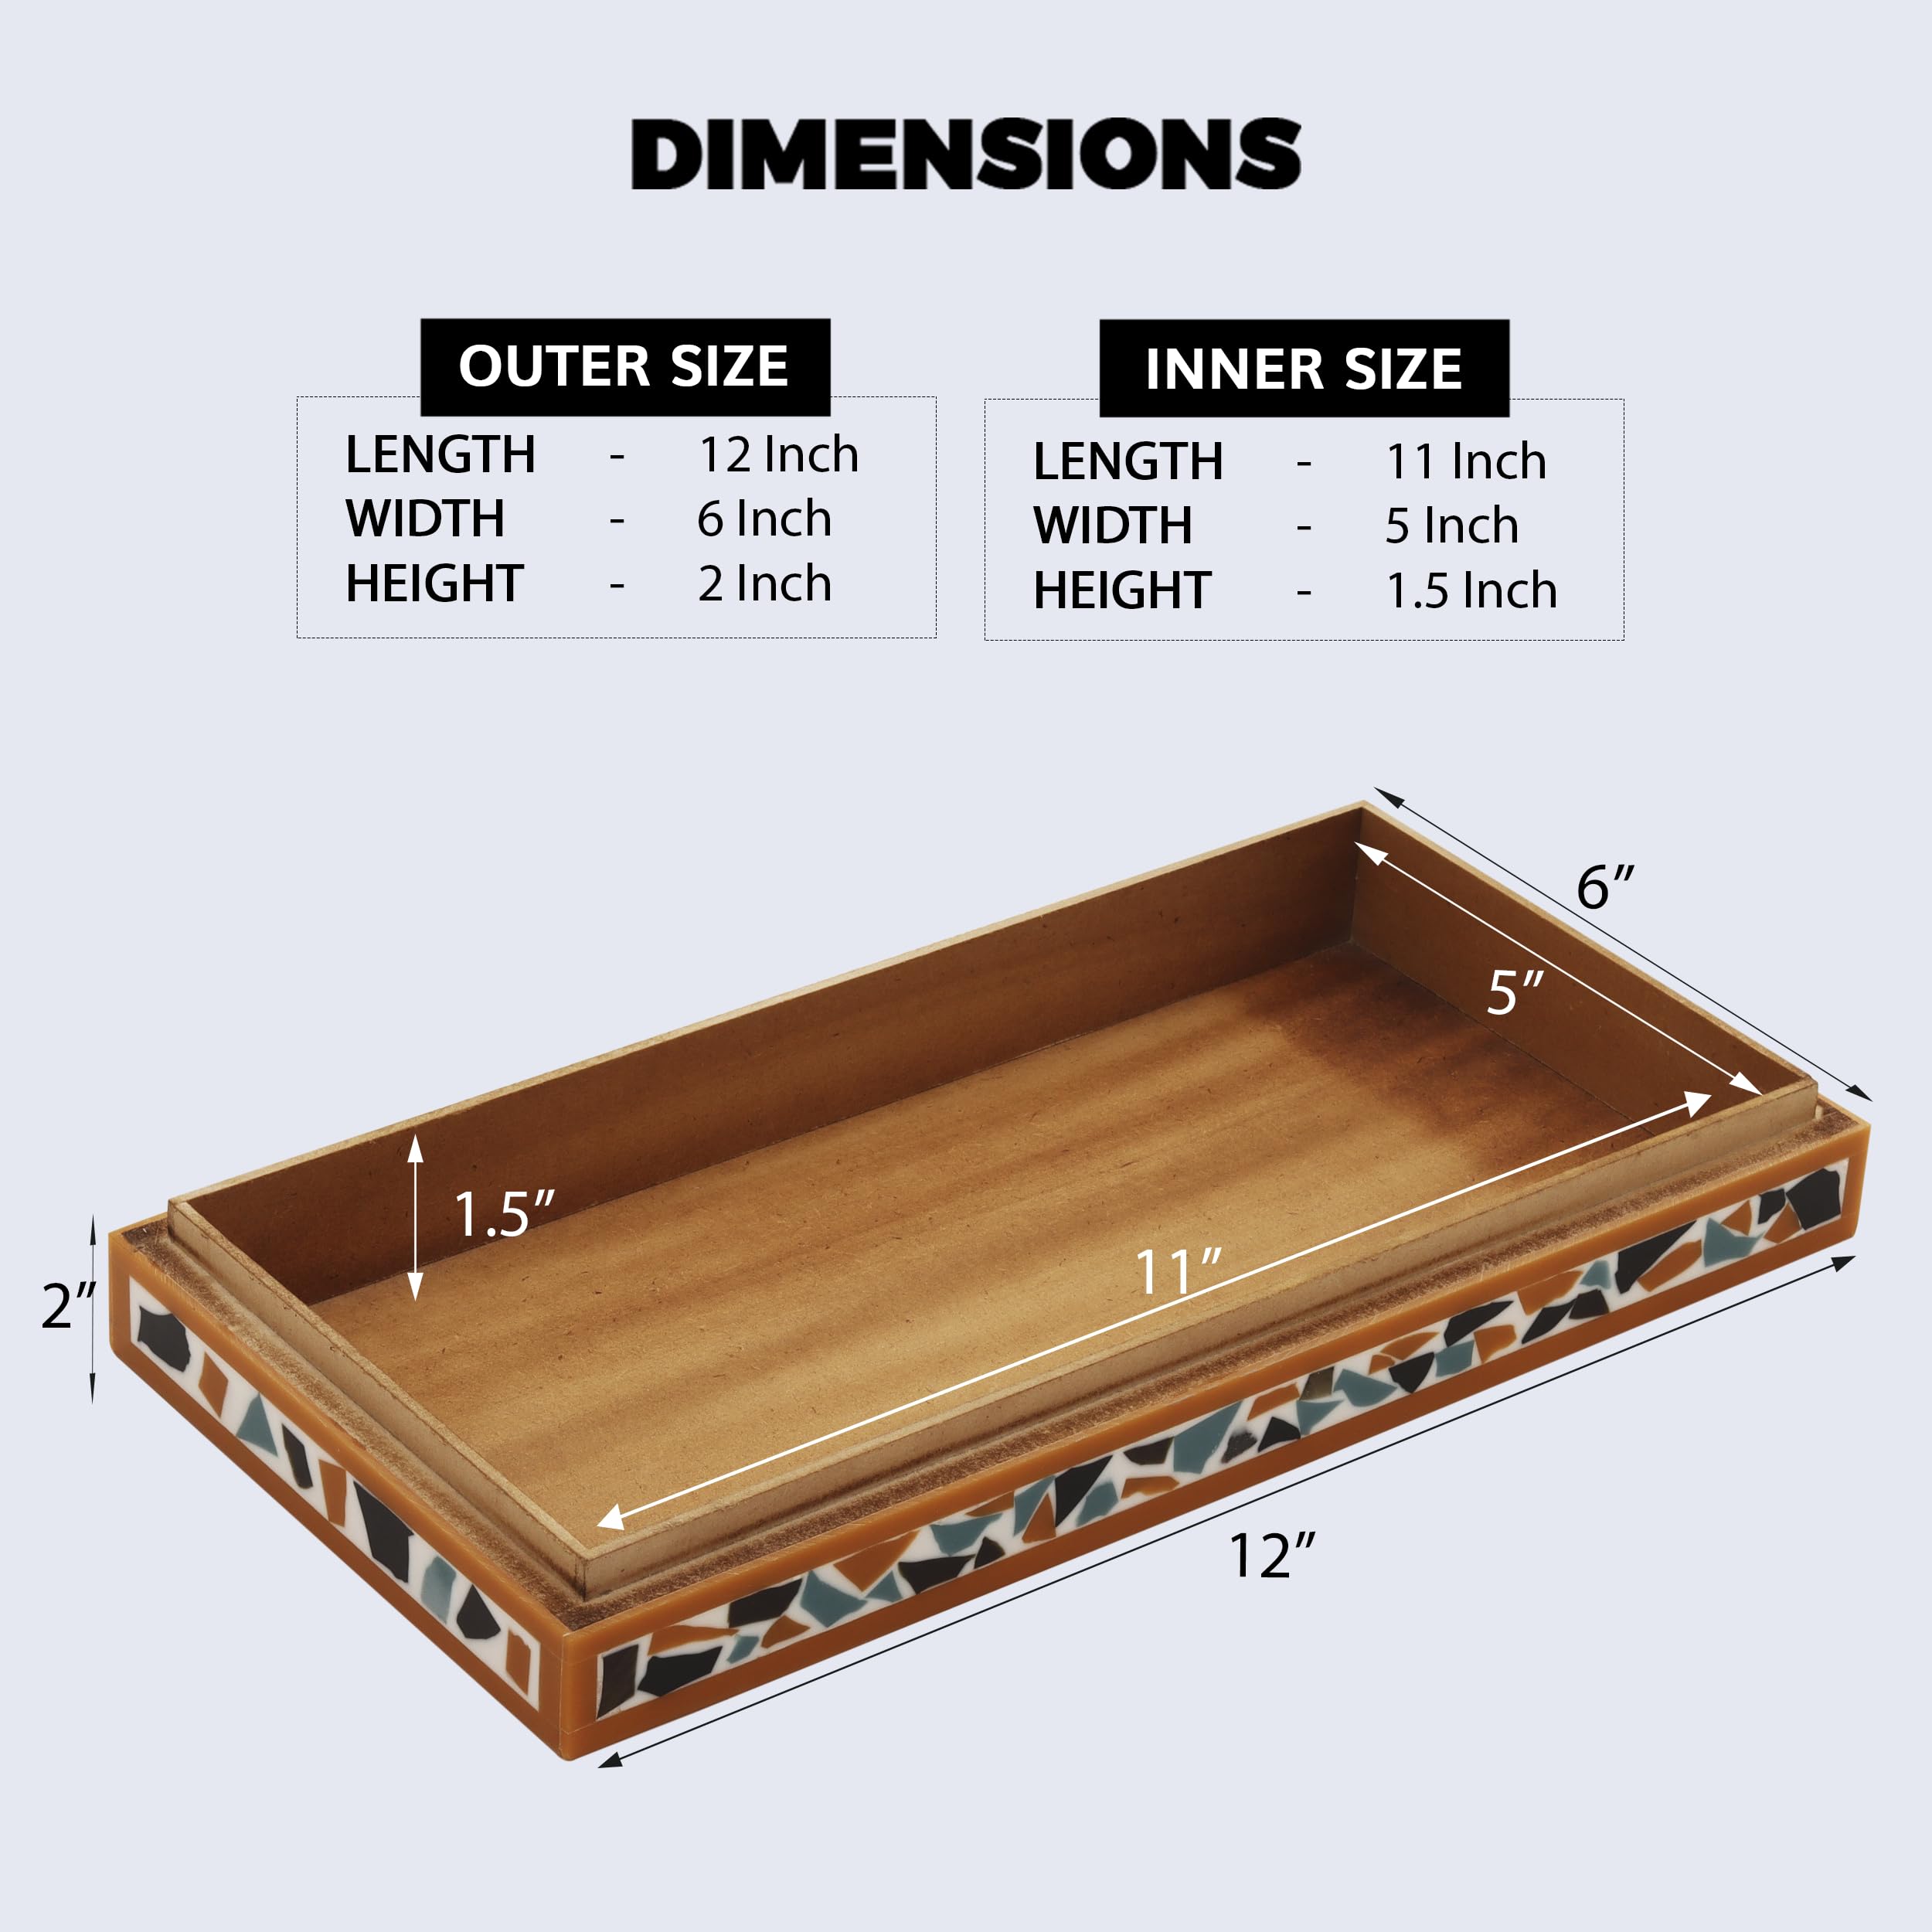 DIMENSIONS
OUTER SIZE
LENGTH - 12 Inch
WIDTH - 6 Inch
HEIGHT - 2 Inch
INNER SIZE
LENGTH - 11 Inch
WIDTH - 5 Inch
HEIGHT - 1.5 Inch
6”
5”
1.5”
11”
2”
12”